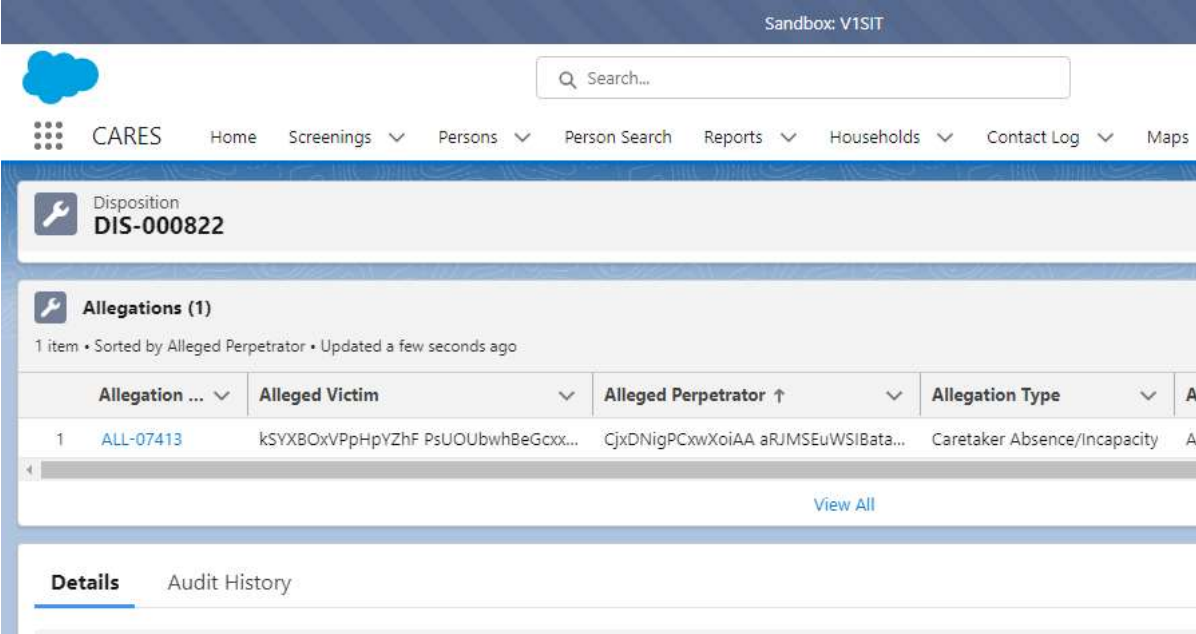 Sandbox: V1SIT
Search...
CARES Home Screenings Persons Person Search Reports Households Contact Log Maps
Disposition
DIS-000822
Allegations (1)
1 item • Sorted by Alleged Perpetrator • Updated a few seconds ago
Allegation ... Alleged Victim Alleged Perpetrator ↑ Allegation Type A
1 ALL-07413 kSYXBOxVPpHpYZhF PsUOUbwhBeGcxx... CjxDNigPCxwXoiAA aRJMSEuWSIBata... Caretaker Absence/Incapacity A
View All
Details Audit History